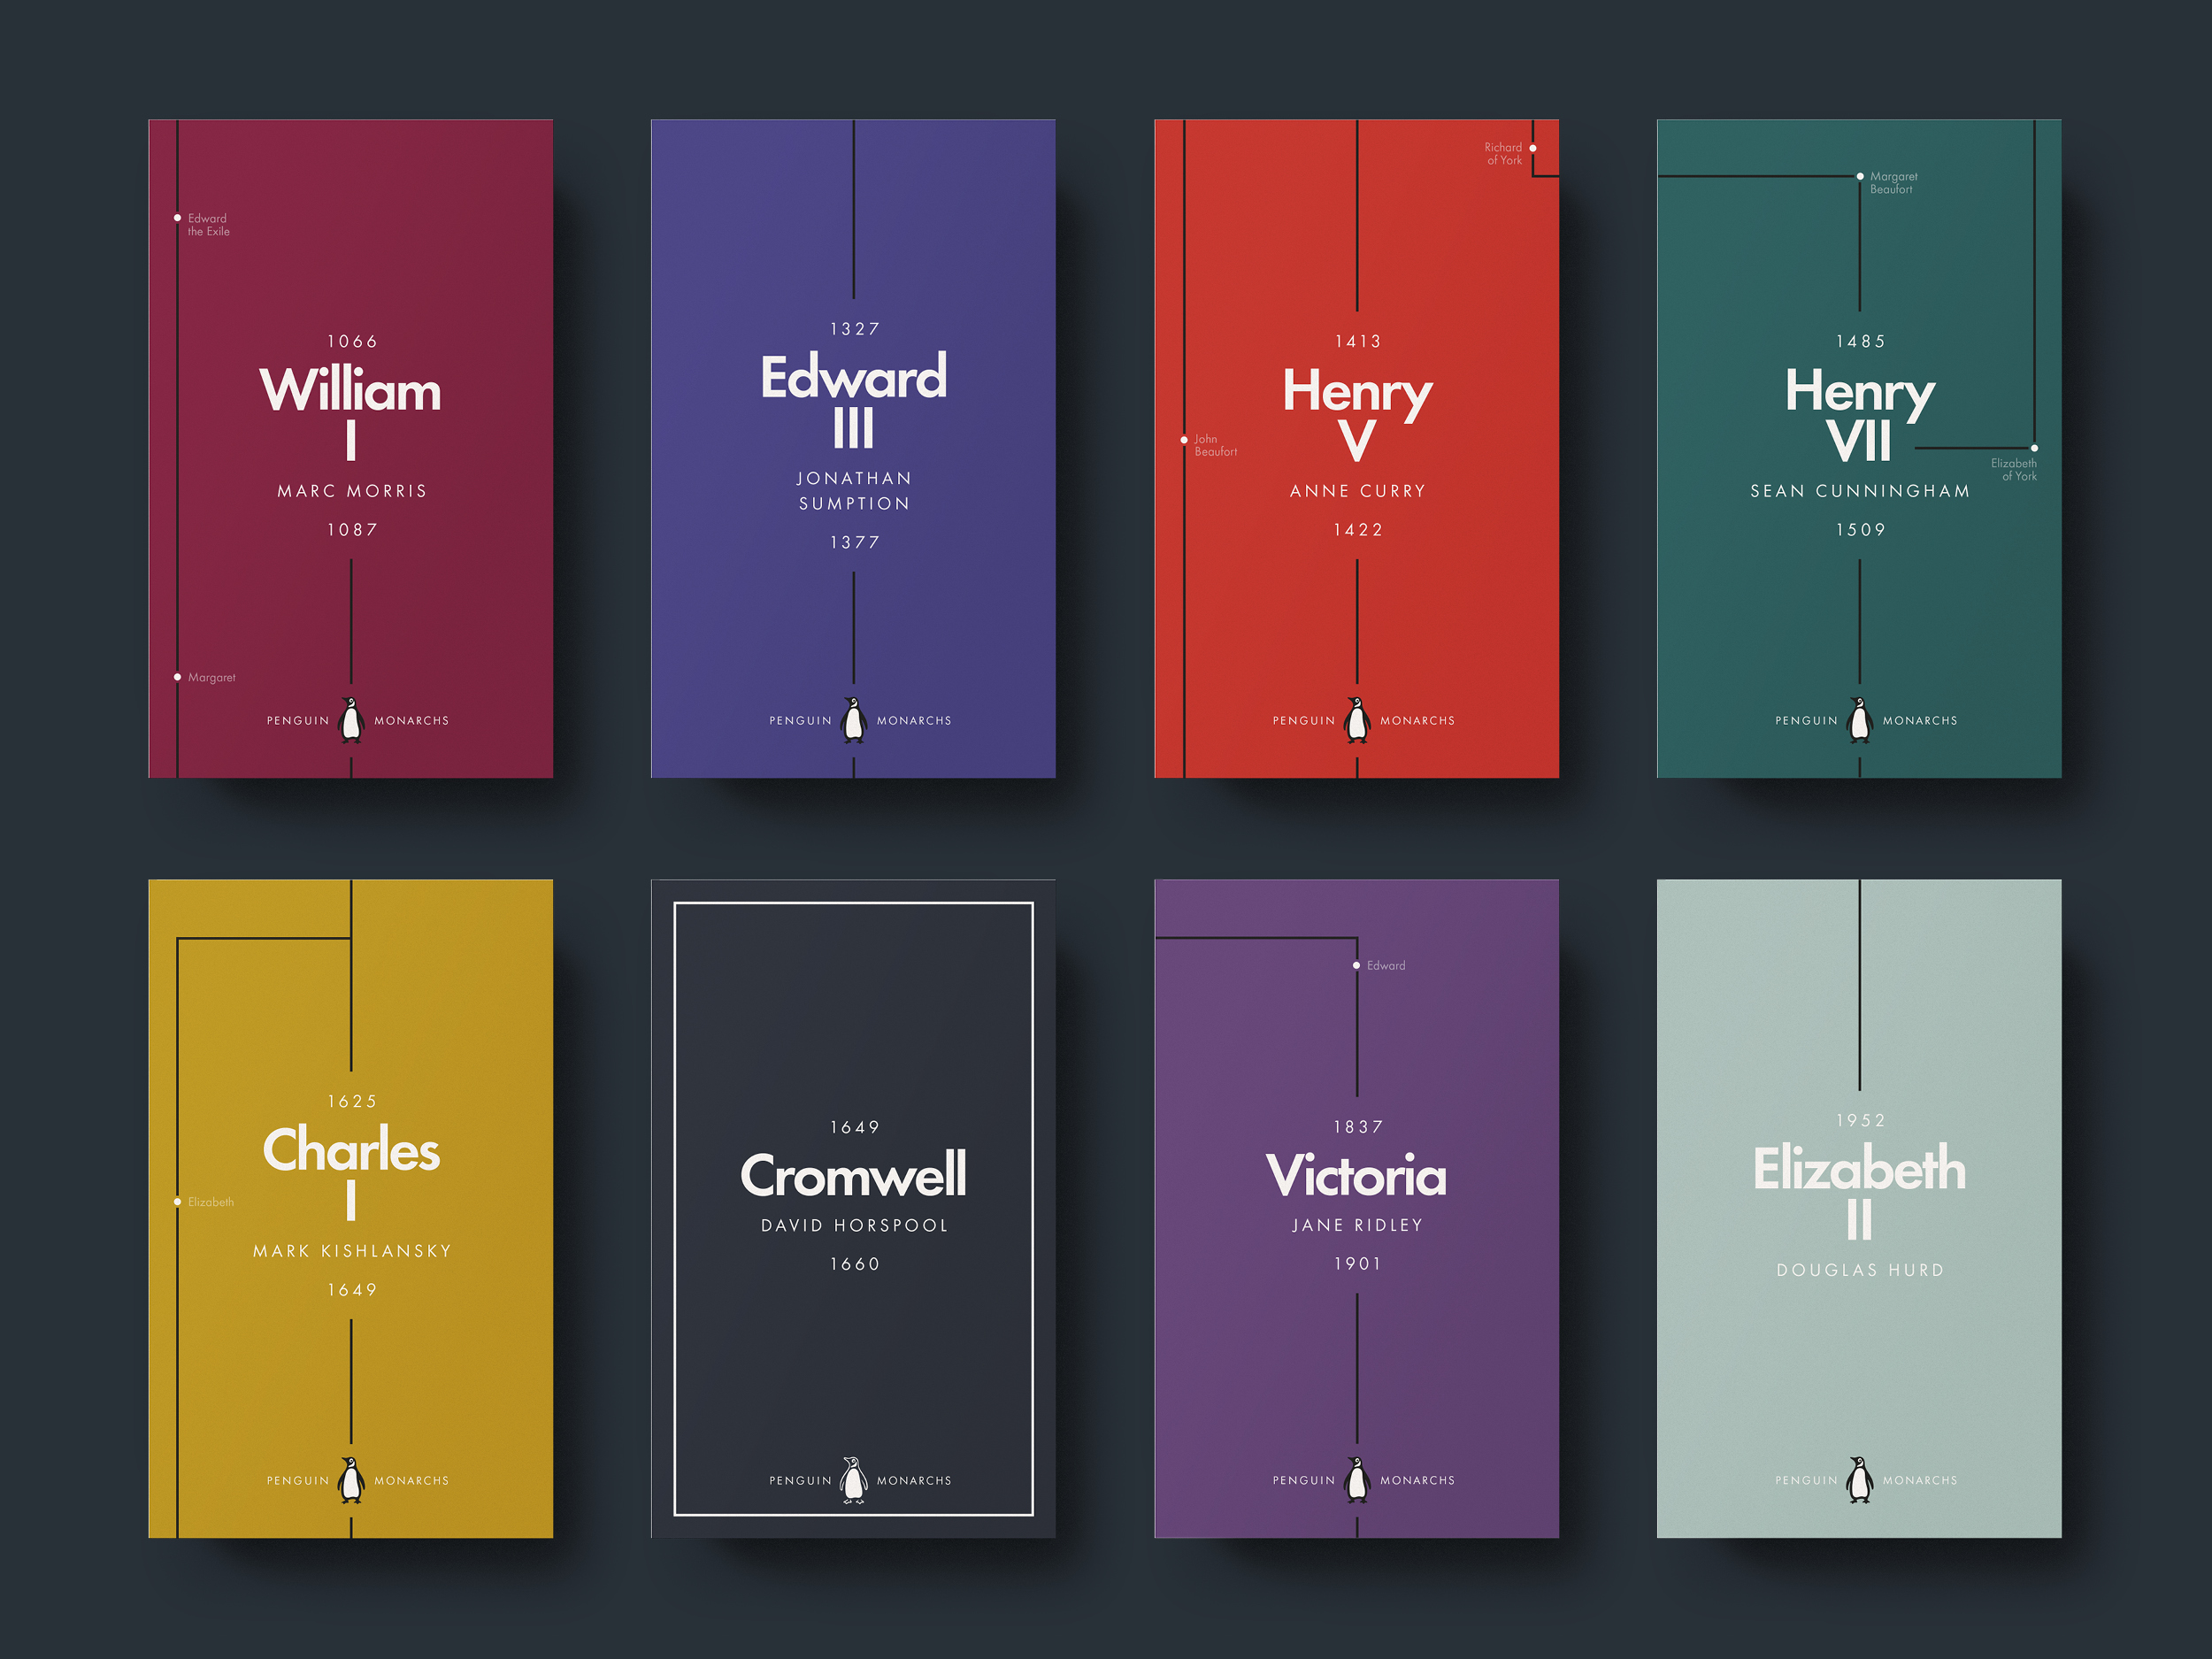 Edward
the Exile
1066
William
I
MARC MORRIS
1087
Margaret
PENGUIN MONARCHS
1327
Edward
III
JONATHAN
SUMPTION
1377
PENGUIN MONARCHS
Richard
of York
1413
Henry
V
John
Beaufort
ANNE CURRY
1422
PENGUIN MONARCHS
Margaret
Beaufort
1485
Henry
VII
Elizabeth
of York
SEAN CUNNINGHAM
1509
PENGUIN MONARCHS
1625
Charles
I
Elizabeth
MARK KISHLANSKY
1649
PENGUIN MONARCHS
1649
Cromwell
DAVID HORSPOOL
1660
PENGUIN MONARCHS
Edward
1837
Victoria
JANE RIDLEY
1901
PENGUIN MONARCHS
1952
Elizabeth
II
DOUGLAS HURD
PENGUIN MONARCHS